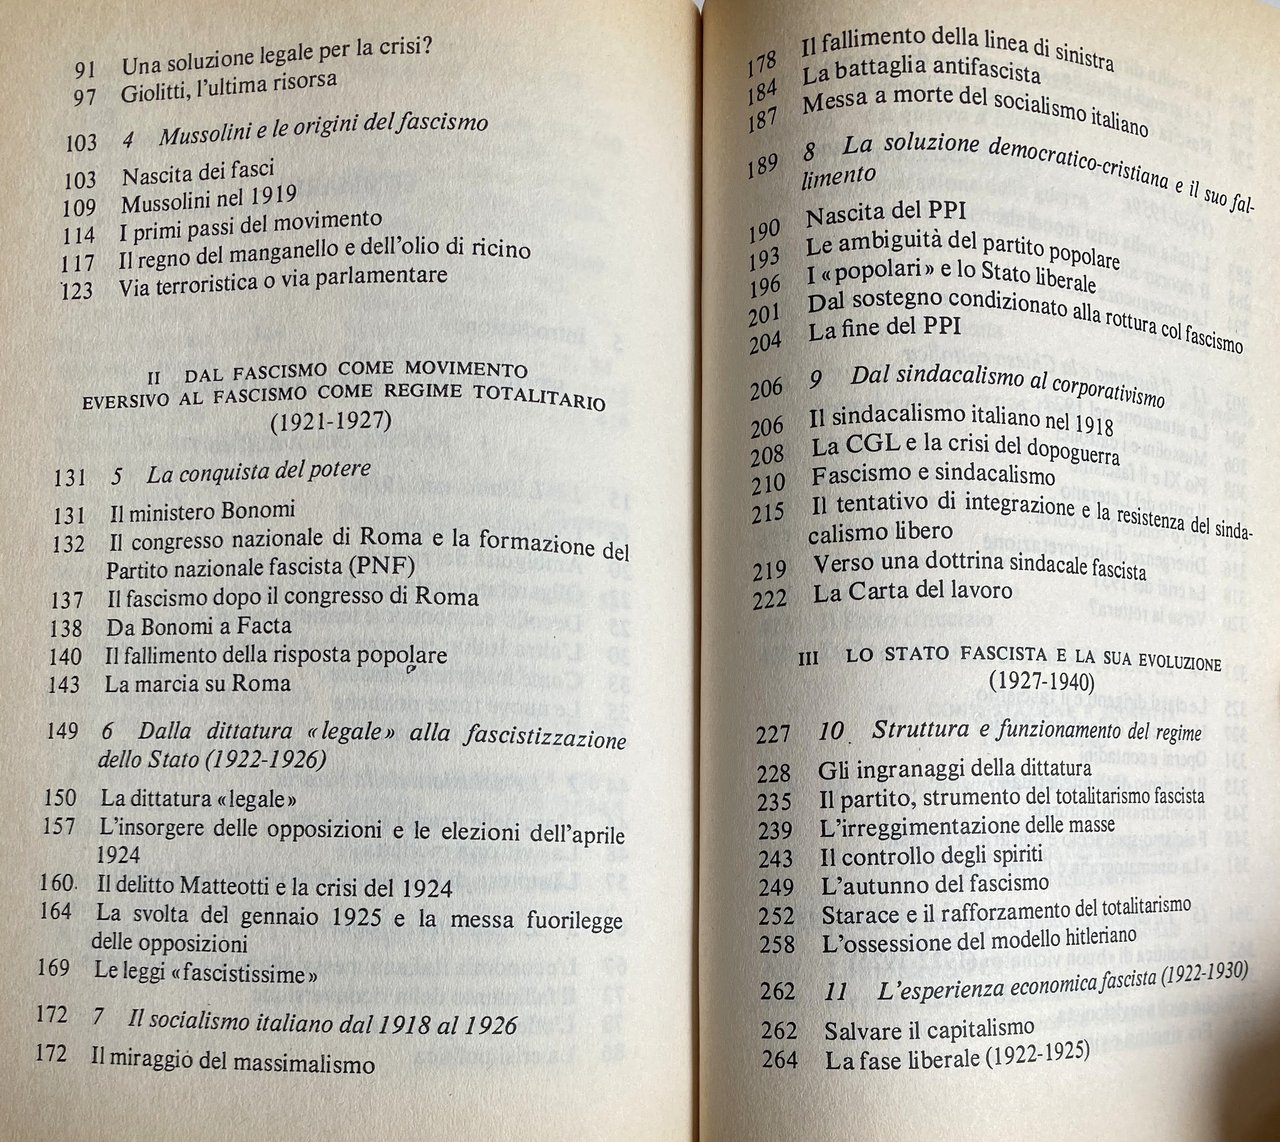 91 Una soluzione legale per la crisi?
97 Giolitti, l'ultima risorsa
103 4 Mussolini e le origini del fascismo
103 Nascita dei fasci
109 Mussolini nel 1919
114 I primi passi del movimento
117 Il regno del manganello e dell'olio di ricino
123 Via terroristica o via parlamentare
II DAL FASCISMO COME MOVIMENTO
EVERSIVO AL FASCISMO COME REGIME TOTALITARIO
(1921-1927)
131 5 La conquista del potere
131 Il ministero Bonomi
132 Il congresso nazionale di Roma e la formazione del
Partito nazionale fascista (PNF)
137 Il fascismo dopo il congresso di Roma
138 Da Bonomi a Facta
140 Il fallimento della risposta popolare
143 La marcia su Roma
149 6 Dalla dittatura «legale» alla fascistizzazione
dello Stato (1922-1926)
150 La dittatura «legale»
157 L'insorgere delle opposizioni e le elezioni dell'aprile
1924
160. Il delitto Matteotti e la crisi del 1924
164 La svolta del gennaio 1925 e la messa fuorilegge
delle opposizioni
169 Le leggi «fascistissime»
172 7 Il socialismo italiano dal 1918 al 1926
172 Il miraggio del massimalismo
178 Il fallimento della linea di sinistra
184 La battaglia antifascista
187 Messa a morte del socialismo italiano
189 8 La soluzione democratico-cristiana e il suo fal-
limento
190 Nascita del PPI
193 Le ambiguità del partito popolare
196 I «popolari» e lo Stato liberale
201 Dal sostegno condizionato alla rottura col fascismo
204 La fine del PPI
206 9 Dal sindacalismo al corporativismo
206 Il sindacalismo italiano nel 1918
208 La CGL e la crisi del dopoguerra
210 Fascismo e sindacalismo
215 Il tentativo di integrazione e la resistenza del sinda-
calismo libero
219 Verso una dottrina sindacale fascista
222 La Carta del lavoro
III LO STATO FASCISTA E LA SUA EVOLUZIONE
(1927-1940)
227 10 Struttura e funzionamento del regime
228 Gli ingranaggi della dittatura
235 Il partito, strumento del totalitarismo fascista
239 L'irreggimentazione delle masse
243 Il controllo degli spiriti
249 L'autunno del fascismo
252 Starace e il rafforzamento del totalitarismo
258 L'ossessione del modello hitleriano
262 11 L'esperienza economica fascista (1922-1930)
262 Salvare il capitalismo
264 La fase liberale (1922-1925)